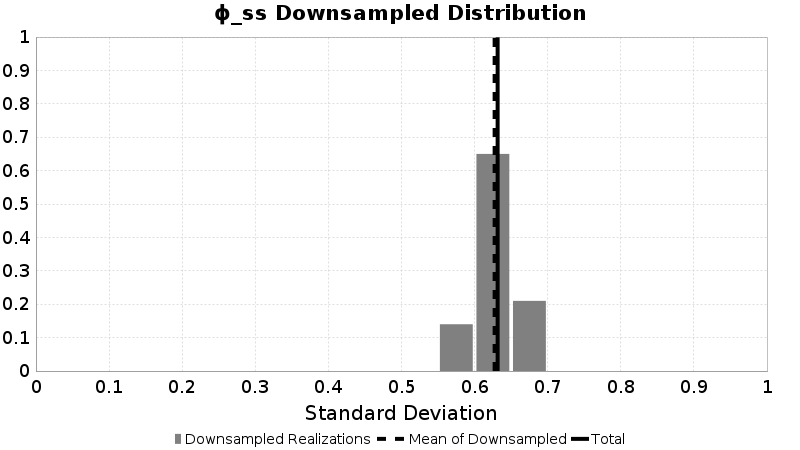 ϕ_ss Downsampled Distribution
1
0.9
0.8
0.7
0.6
0.5
0.4
0.3
0.2
0.1
0
0 0.1 0.2 0.3 0.4 0.5 0.6 0.7 0.8 0.9 1
Standard Deviation
Downsampled Realizations Mean of Downsampled Total